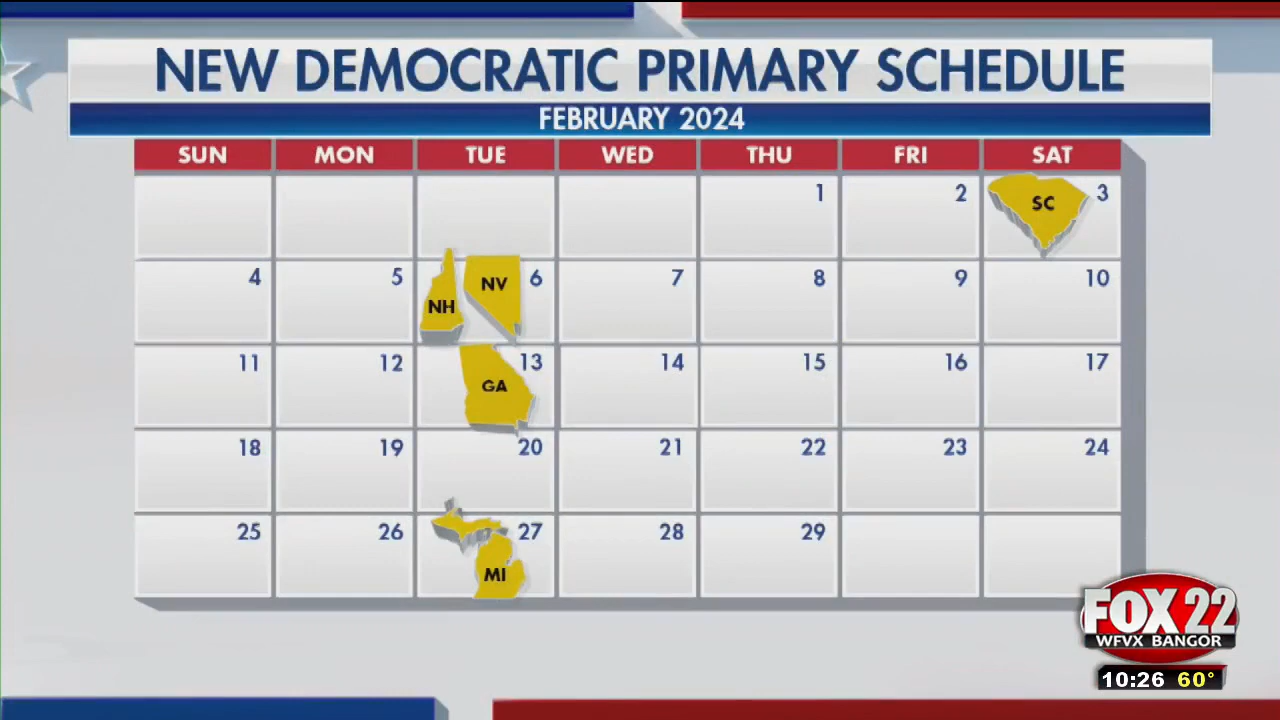 NEW DEMOCRATIC PRIMARY SCHEDULE
FEBRUARY 2024
SUN MON TUE WED THU FRI SAT
1 2 SC 3
4 5 NH NV 6 7 8 9 10
11 12 GA 13 14 15 16 17
18 19 20 21 22 23 24
25 26 MI 27 28 29
FOX 22
WFVX BANGOR
10:26 60°